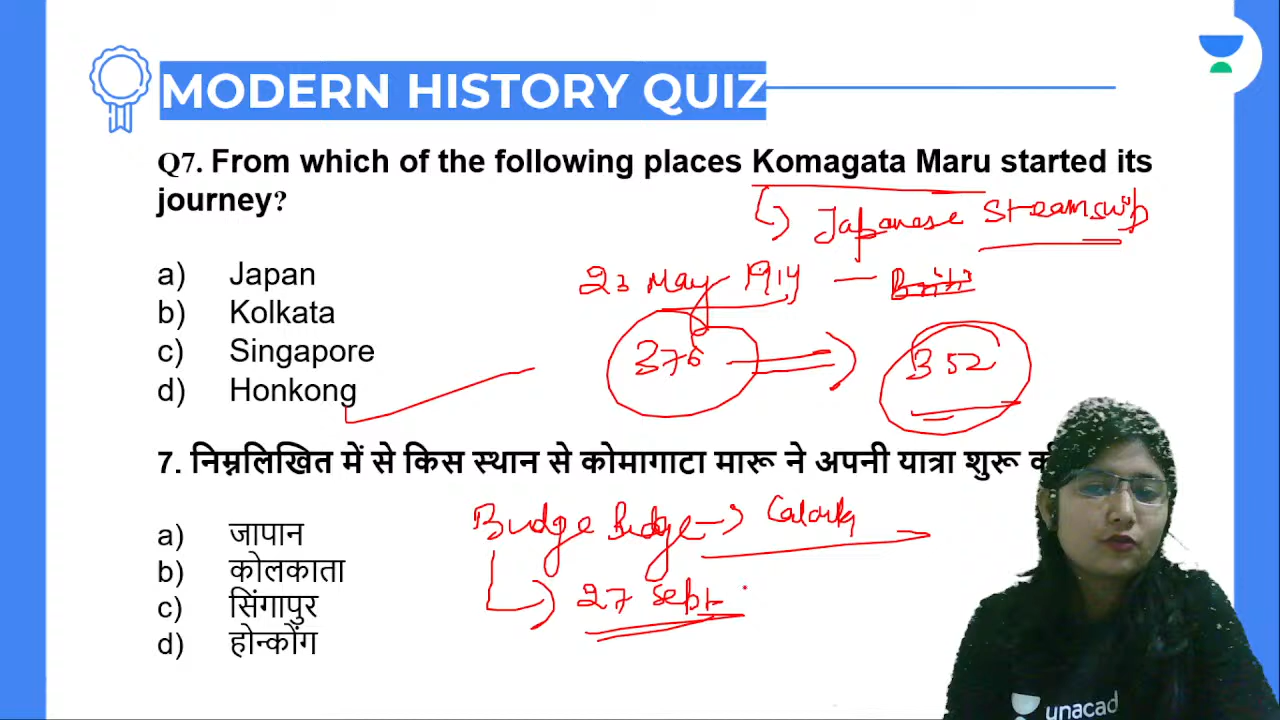 MODERN HISTORY QUIZ
Q7. From which of the following places Komagata Maru started its
journey?
Japanese Steamship
a) Japan
23 May 1914 —
b) Kolkata
c) Singapore
376 352
d) Honkong
7. निम्नलिखित में से किस स्थान से कोमागाटा मारू ने अपनी यात्रा शुरू
Budge Budge →
a) जापान
b) कोलकाता
27 Sept
c) सिंगापुर
d) होन्कोंग
unacad